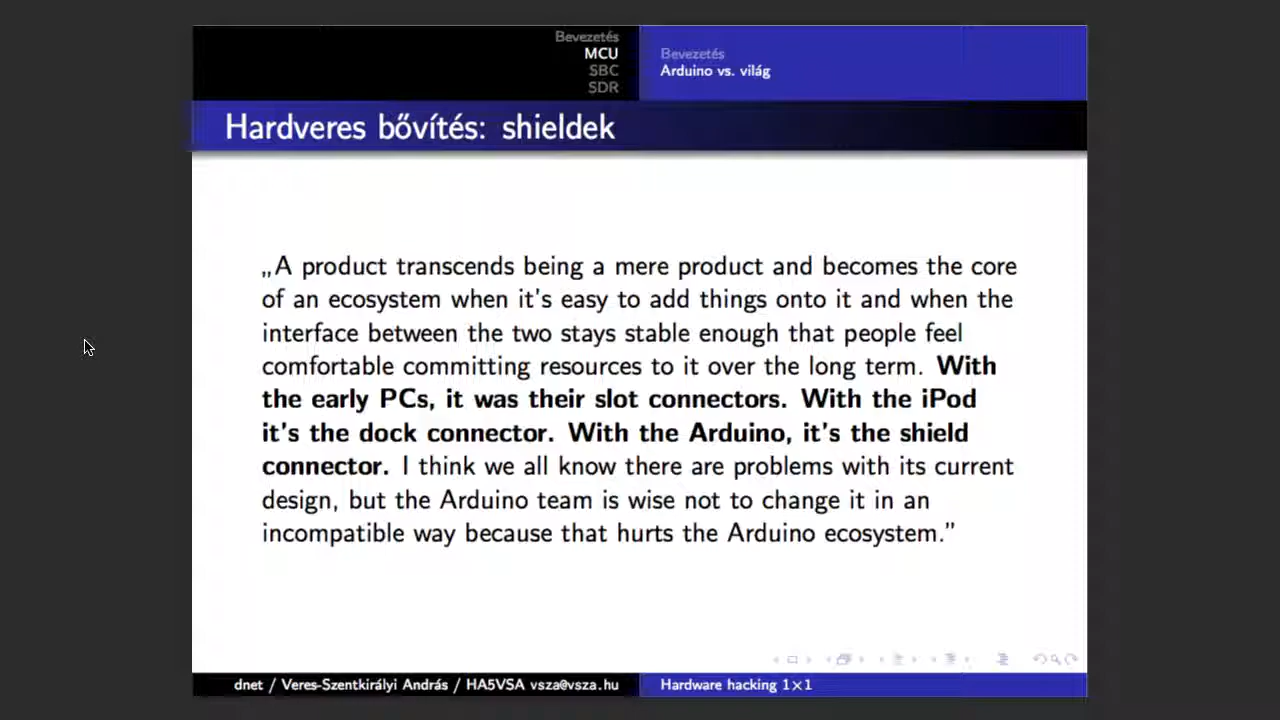 Bevezetés
MCU
SBC
SDR
Bevezetés
Arduino vs. világ
Hardveres bővítés: shieldek
„A product transcends being a mere product and becomes the core
of an ecosystem when it's easy to add things onto it and when the
interface between the two stays stable enough that people feel
comfortable committing resources to it over the long term. With
the early PCs, it was their slot connectors. With the iPod
it's the dock connector. With the Arduino, it's the shield
connector. I think we all know there are problems with its current
design, but the Arduino team is wise not to change it in an
incompatible way because that hurts the Arduino ecosystem.”
dnet / Veres-Szentkirályi András / HA5VSA vsza@vsza.hu
Hardware hacking 1×1